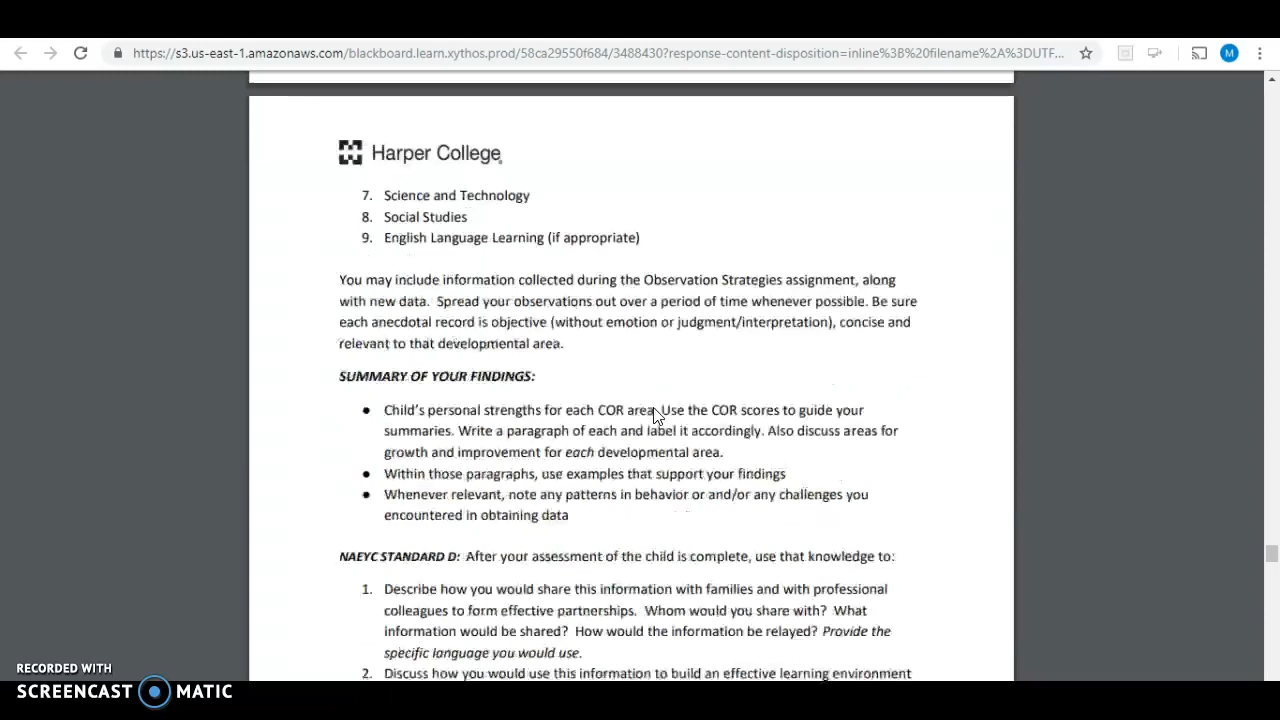 https://s3.us-east-1.amazonaws.com/blackboard.learn.xythos.prod/58ca29550f684/3488430?response-content-disposition=inline%3B%20filename%2A%3DUTF...
M
Harper College
7. Science and Technology
8. Social Studies
9. English Language Learning (if appropriate)
You may include information collected during the Observation Strategies assignment, along
with new data. Spread your observations out over a period of time whenever possible. Be sure
each anecdotal record is objective (without emotion or judgment/interpretation), concise and
relevant to that developmental area.
SUMMARY OF YOUR FINDINGS:
● Child's personal strengths for each COR area. Use the COR scores to guide your
summaries. Write a paragraph of each and label it accordingly. Also discuss areas for
growth and improvement for each developmental area.
● Within those paragraphs, use examples that support your findings
● Whenever relevant, note any patterns in behavior or and/or any challenges you
encountered in obtaining data
NAEYC STANDARD D: After your assessment of the child is complete, use that knowledge to:
1. Describe how you would share this information with families and with professional
colleagues to form effective partnerships. Whom would you share with? What
information would be shared? How would the information be relayed? Provide the
specific language you would use.
2. Discuss how you would use this information to build an effective learning environment
RECORDED WITH
SCREENCAST MATIC